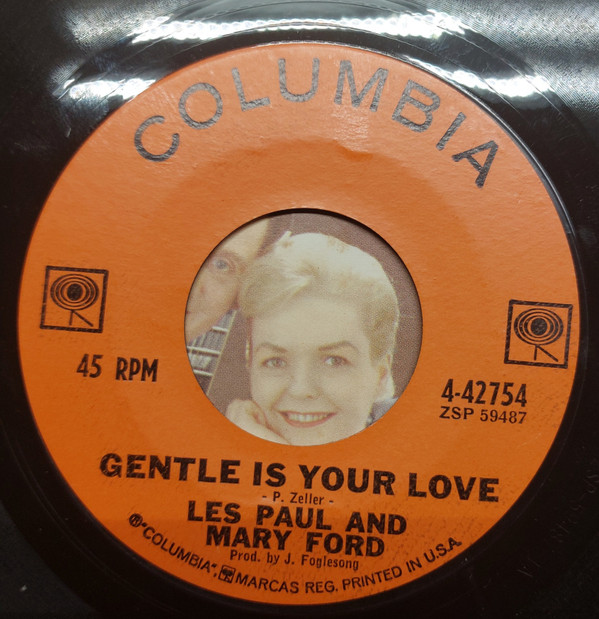 COLUMBIA
45 RPM
4-42754
ZSP 59487
GENTLE IS YOUR LOVE
- P. Zeller -
LES PAUL AND
MARY FORD
Prod. by J. Foglesong
® "COLUMBIA", MARCAS REG. PRINTED IN U.S.A.